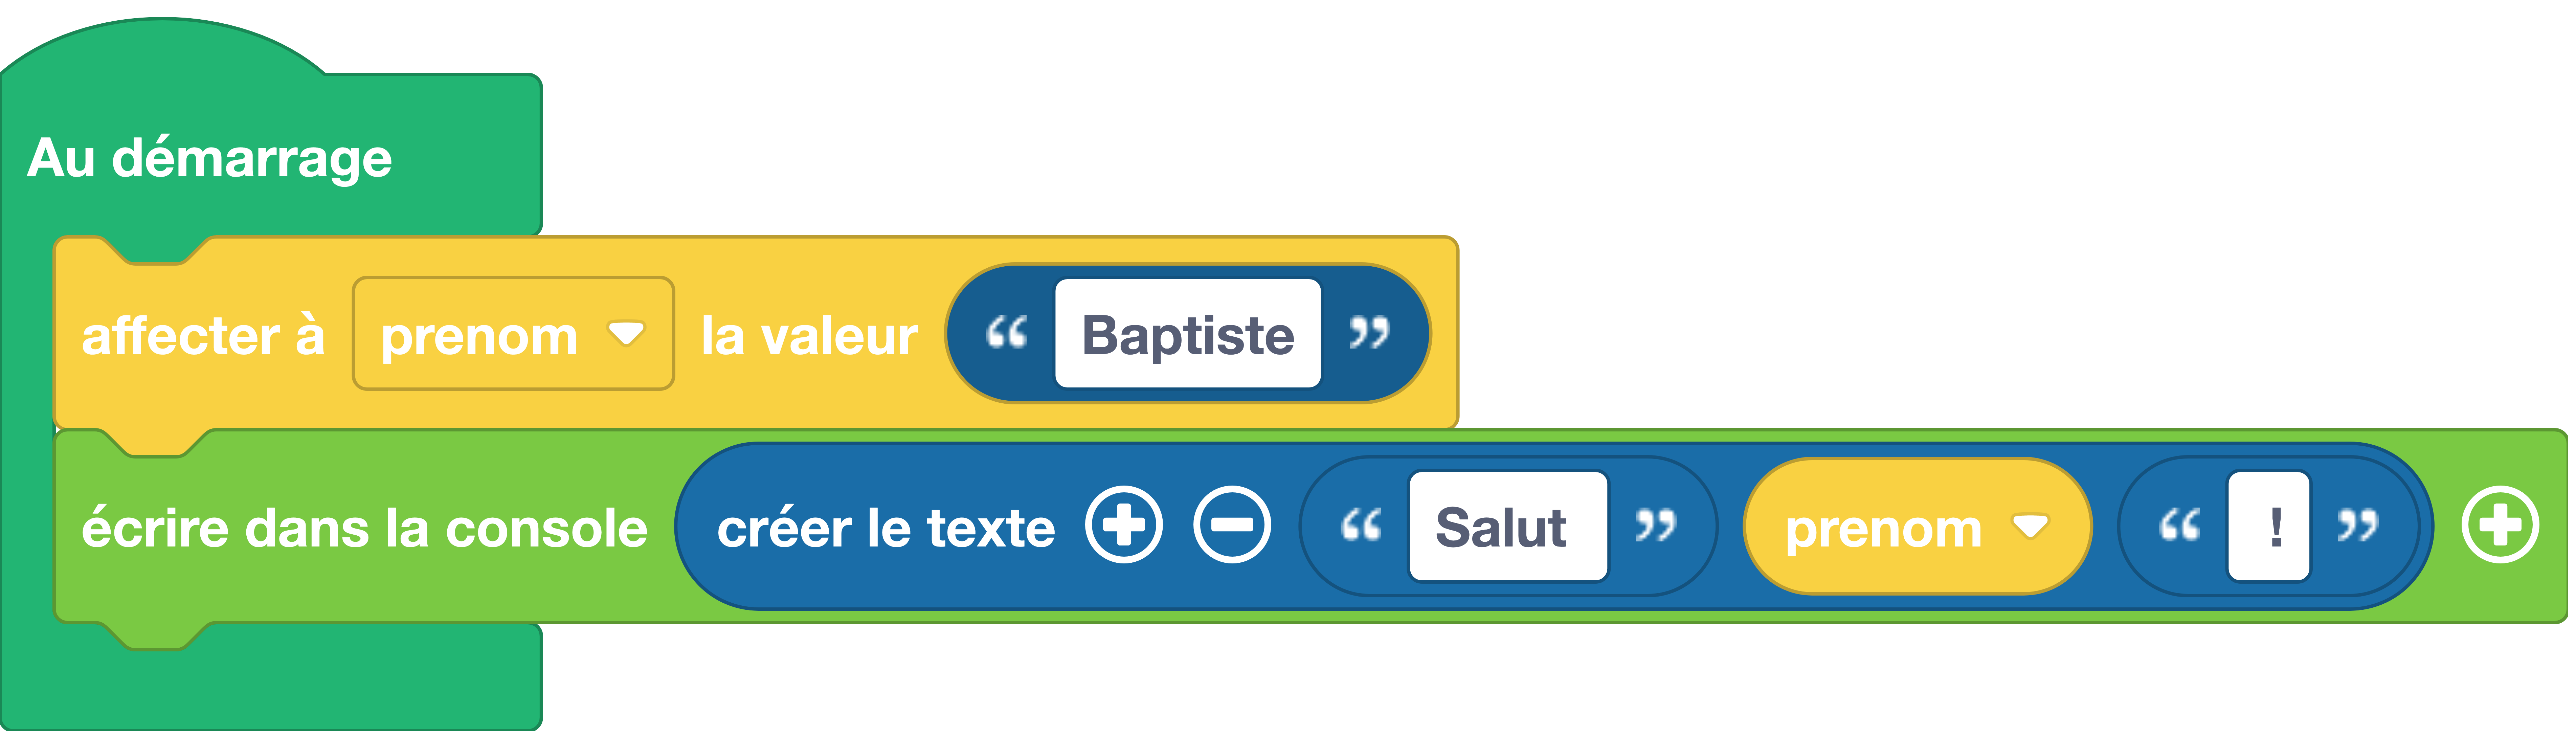 Au démarrage
affecter à prenom la valeur “ Baptiste ”
écrire dans la console créer le texte + − “ Salut ” prenom “ ! ” +